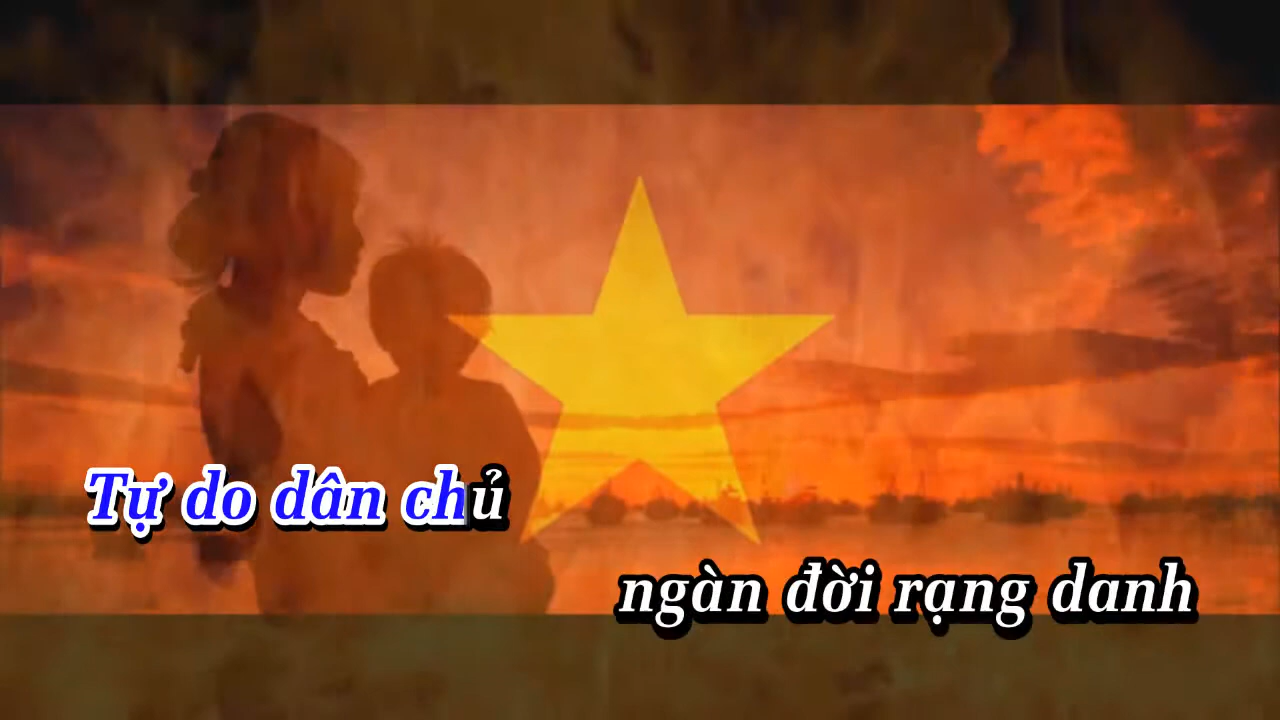 Tự do dân chủ
ngàn đời rạng danh